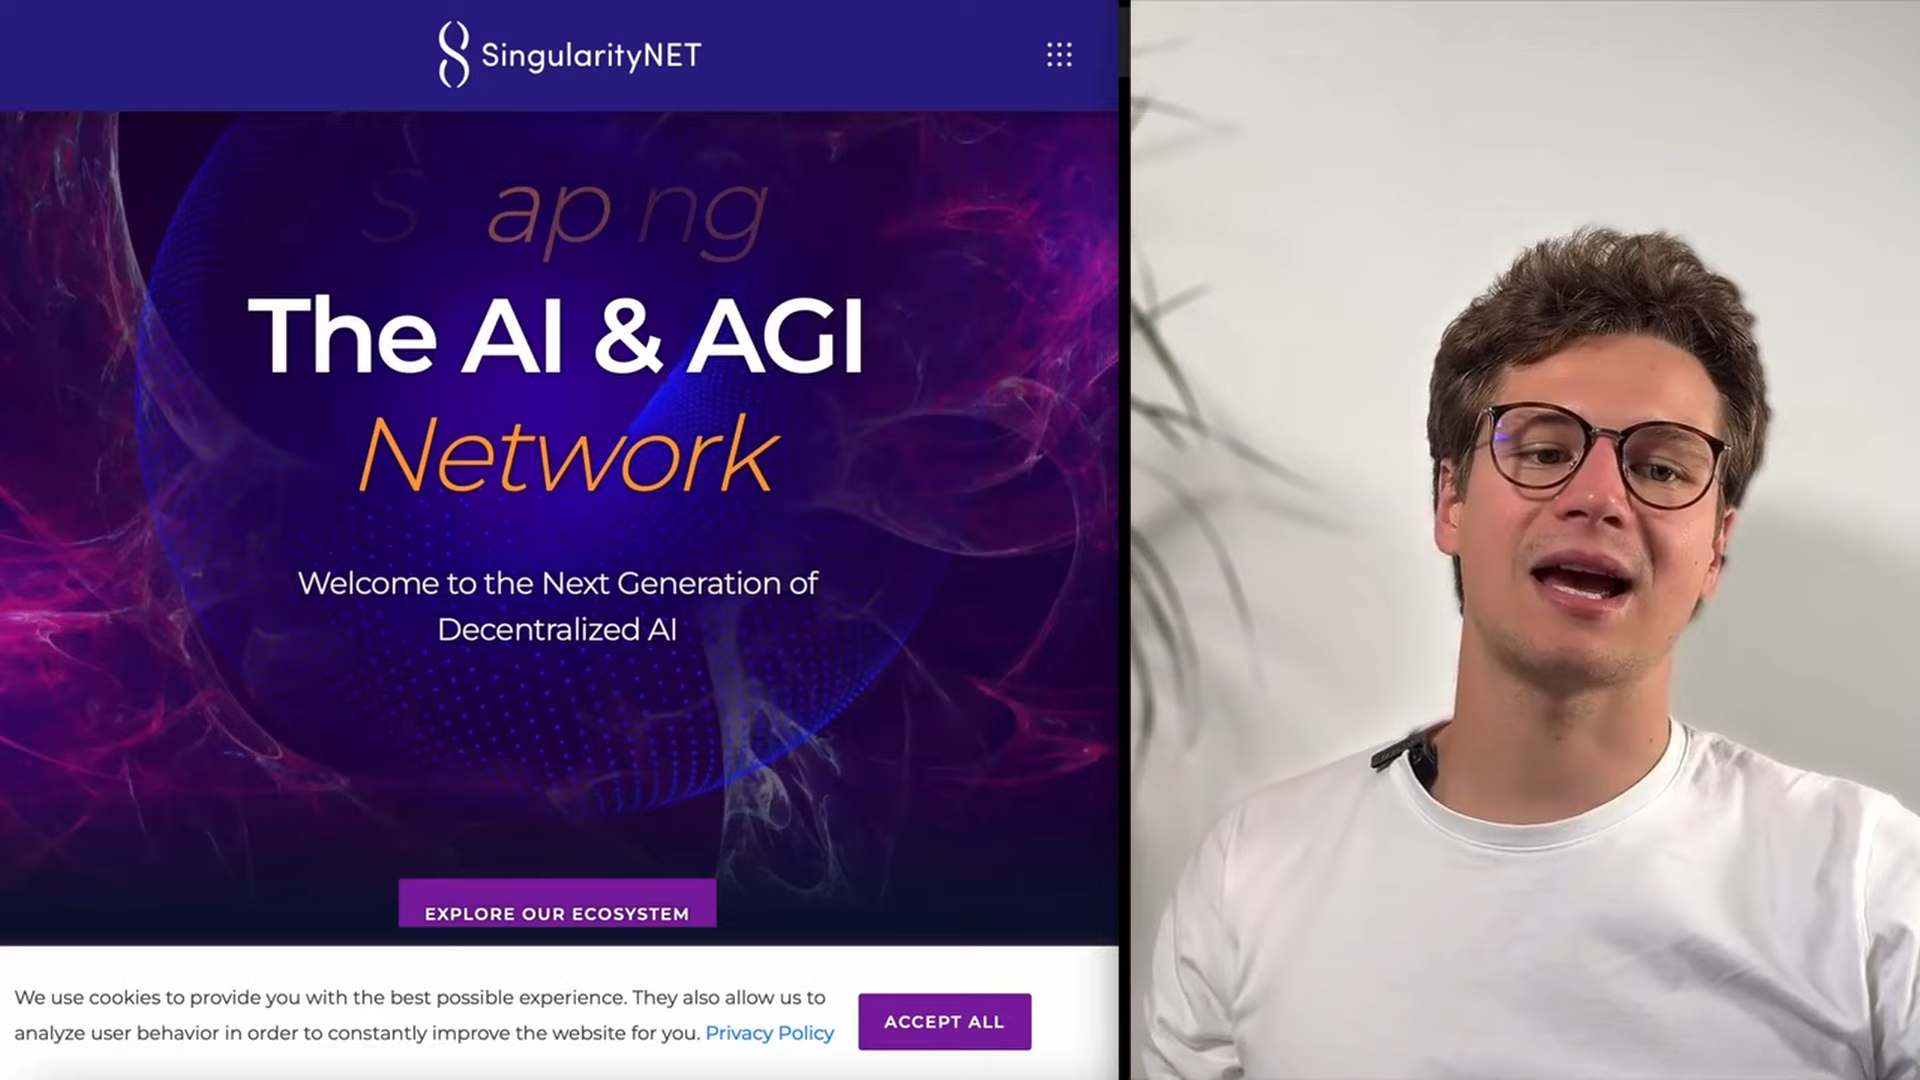 SingularityNET
S ap ng
The AI & AGI
Network
Welcome to the Next Generation of
Decentralized AI
EXPLORE OUR ECOSYSTEM
We use cookies to provide you with the best possible experience. They also allow us to
analyze user behavior in order to constantly improve the website for you. Privacy Policy
ACCEPT ALL